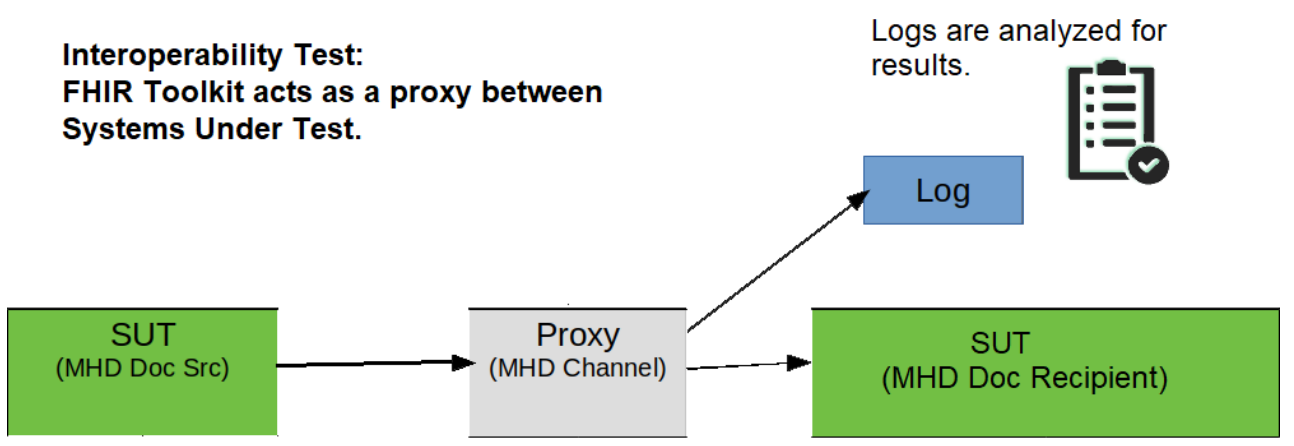 Interoperability Test:
FHIR Toolkit acts as a proxy between
Systems Under Test.
Logs are analyzed for
results.
Log
SUT
(MHD Doc Src)
Proxy
(MHD Channel)
SUT
(MHD Doc Recipient)